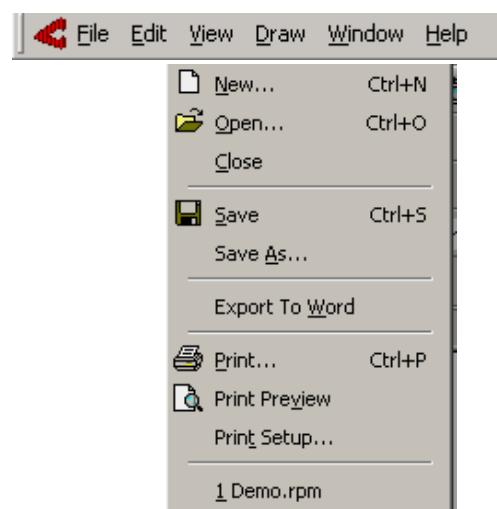 File Edit View Draw Window Help
New... Ctrl+N
Open... Ctrl+O
Close
Save Ctrl+S
Save As...
Export To Word
Print... Ctrl+P
Print Preview
Print Setup...
1 Demo.rpm